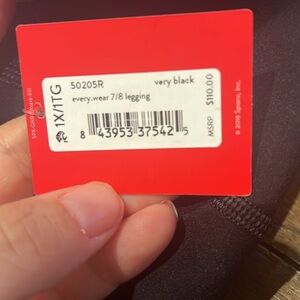 1X/1TG
50205R
very black
every.wear 7/8 legging
8 43953 37542 5
MSRP $110.00
© 2019 Spanx, Inc.